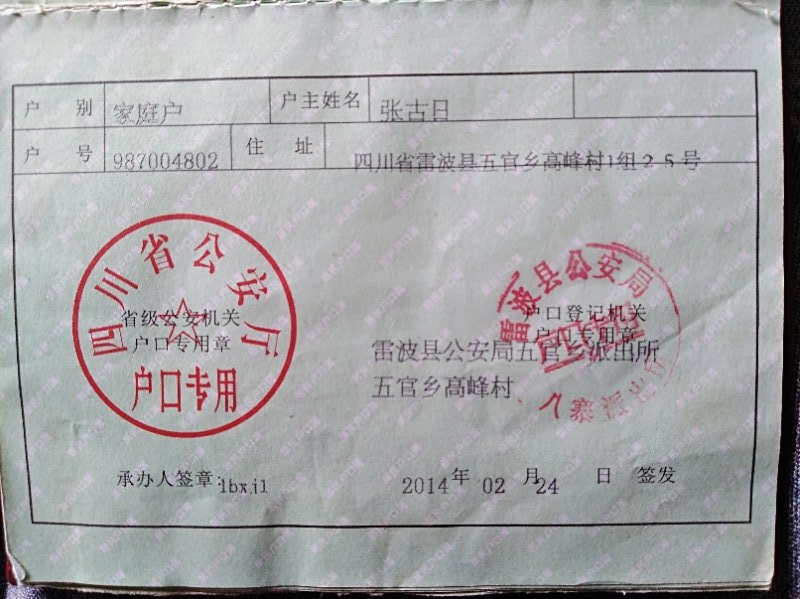 户 别 家庭户 户主姓名 张古日
户 号 987004802 住 址 四川省雷波县五官乡高峰村1组25号
四川省公安厅
省级公安机关
户口专用章
户口专用
雷波县公安局
户口登记机关
户口专用章
雷波县公安局五官乡派出所
五官乡高峰村
派出所
承办人签章:lbxjl 2014年 02 月 24 日 签发